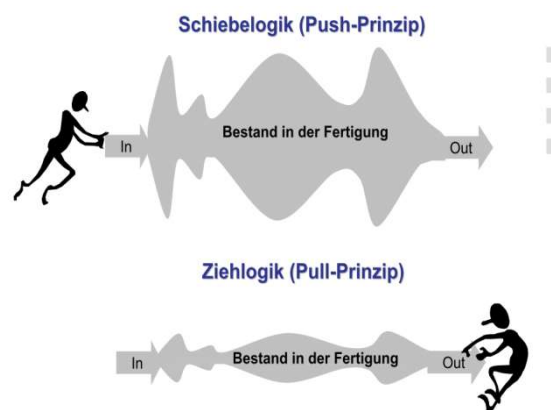 Schiebelogik (Push-Prinzip)
In
Bestand in der Fertigung
Out
Ziehlogik (Pull-Prinzip)
In
Bestand in der Fertigung
Out